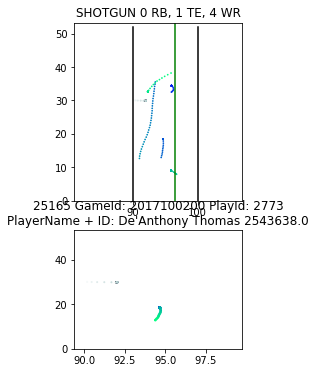 SHOTGUN 0 RB, 1 TE, 4 WR
50
40
30
20
10
0
90 100
25165 GameId: 2017100200 PlayId: 2773
PlayerName + ID: De'Anthony Thomas 2543638.0
40
20
0
90.0 92.5 95.0 97.5